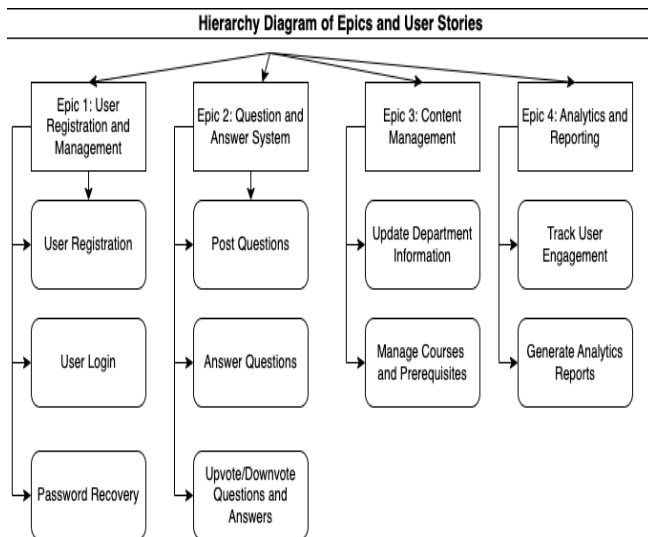 Hierarchy Diagram of Epics and User Stories
Epic 1: User
Registration and
Management
Epic 2: Question and
Answer System
Epic 3: Content
Management
Epic 4: Analytics and
Reporting
User Registration
Post Questions
Update Department
Information
Track User
Engagement
User Login
Answer Questions
Manage Courses
and Prerequisites
Generate Analytics
Reports
Password Recovery
Upvote/Downvote
Questions and
Answers